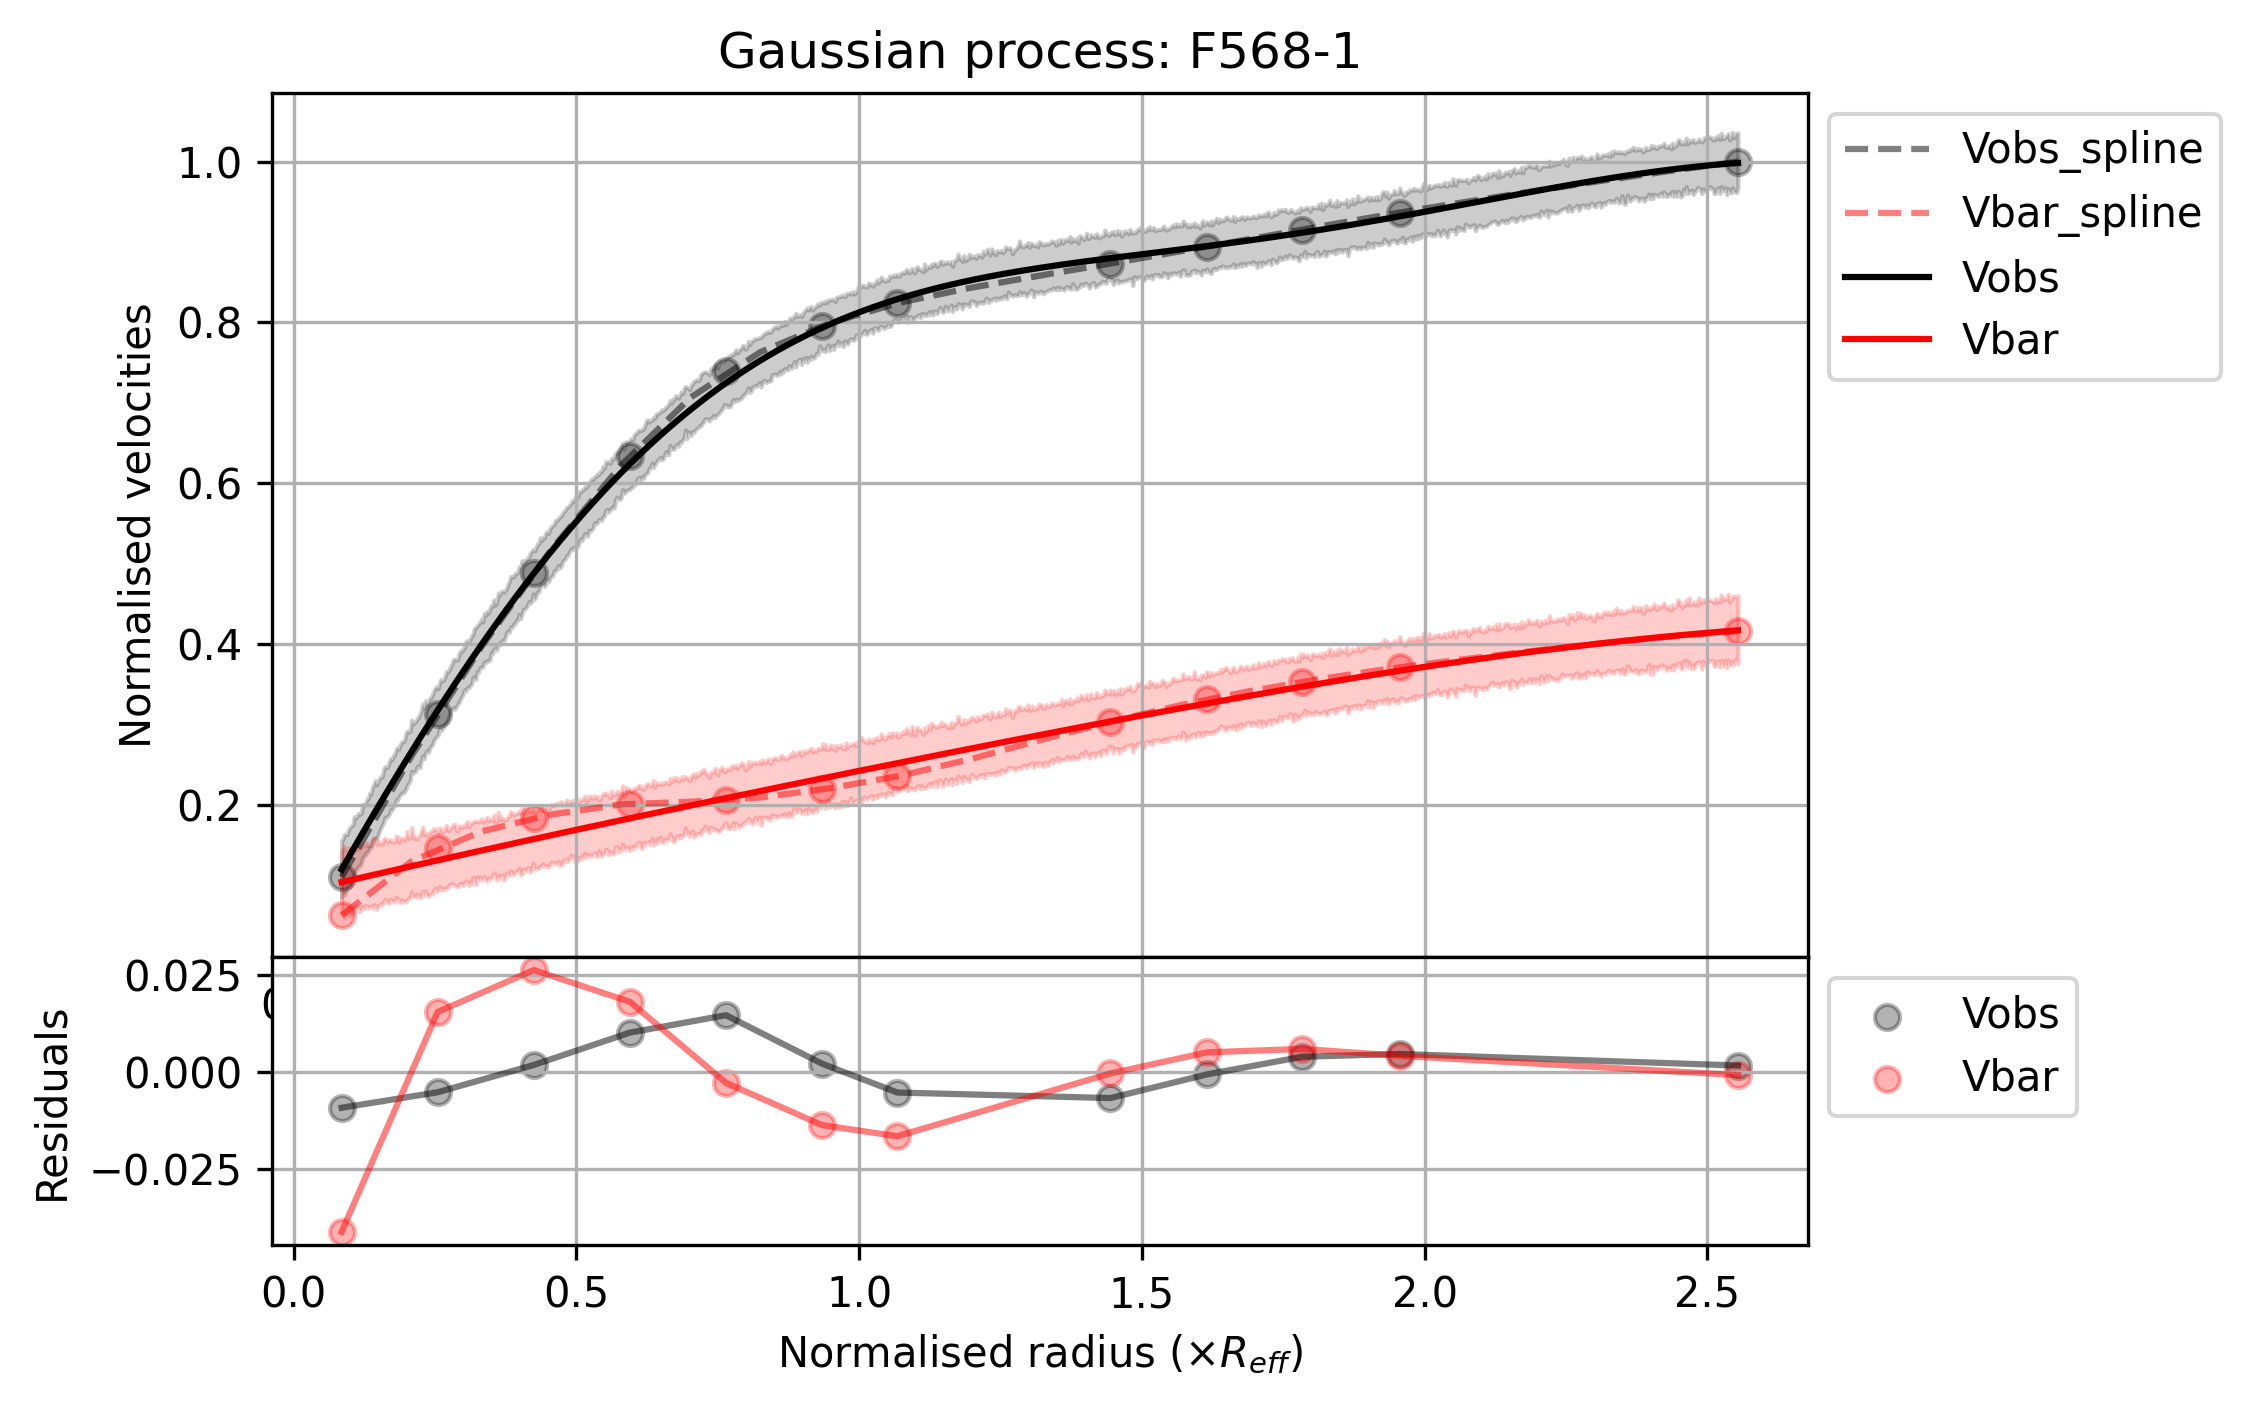 Gaussian process: F568-1
Normalised velocities
1.0
0.8
0.6
0.4
0.2
Vobs_spline
Vbar_spline
Vobs
Vbar
Residuals
0.025
0.000
−0.025
Vobs
Vbar
0.0 0.5 1.0 1.5 2.0 2.5
Normalised radius (×R_eff)